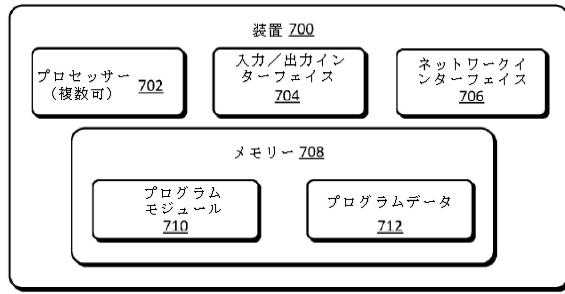 装置 700
プロセッサー
（複数可） 702
入力／出力イン
ターフェイス
704
ネットワークイ
ンターフェイス
706
メモリー 708
プログラム
モジュール
710
プログラムデータ
712